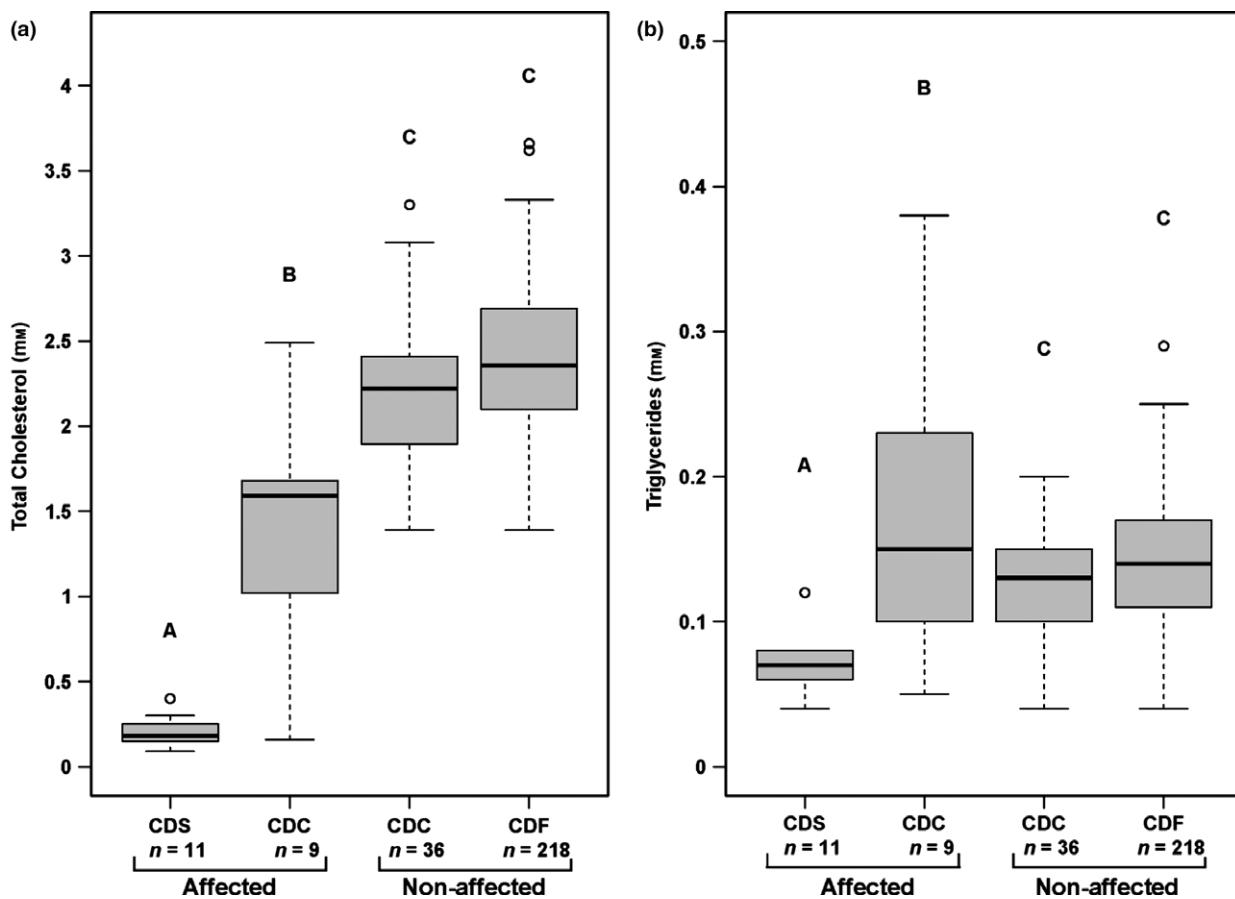 (a)
Total Cholesterol (mM)
4
3.5
3
2.5
2
1.5
1
0.5
0
A
B
C
C
CDS CDC CDC CDF
n = 11 n = 9 n = 36 n = 218
Affected Non-affected
(b)
Triglycerides (mM)
0.5
0.4
0.3
0.2
0.1
0
A
B
C
C
CDS CDC CDC CDF
n = 11 n = 9 n = 36 n = 218
Affected Non-affected